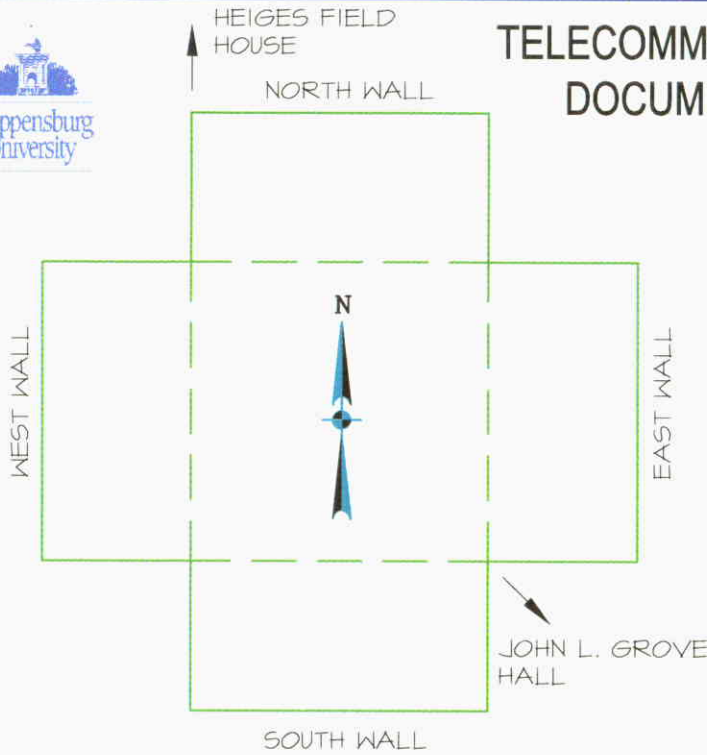 HEIGES FIELD
HOUSE
TELECOMM
DOCUM
NORTH WALL
ppensburg
niversity
N
WEST WALL
EAST WALL
JOHN L. GROVE
HALL
SOUTH WALL